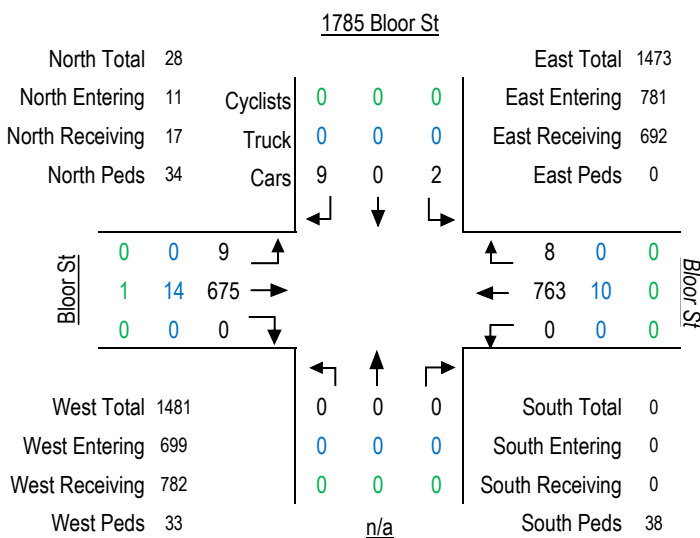 1785 Bloor St
North Total 28
North Entering 11
North Receiving 17
North Peds 34
Cyclists 0 0 0
Truck 0 0 0
Cars 9 0 2
East Total 1473
East Entering 781
East Receiving 692
East Peds 0
Bloor St
0 0 9
1 14 675
0 0 0
8 0 0
763 10 0
0 0 0
Bloor St
West Total 1481
West Entering 699
West Receiving 782
West Peds 33
0 0 0
0 0 0
0 0 0
n/a
South Total 0
South Entering 0
South Receiving 0
South Peds 38